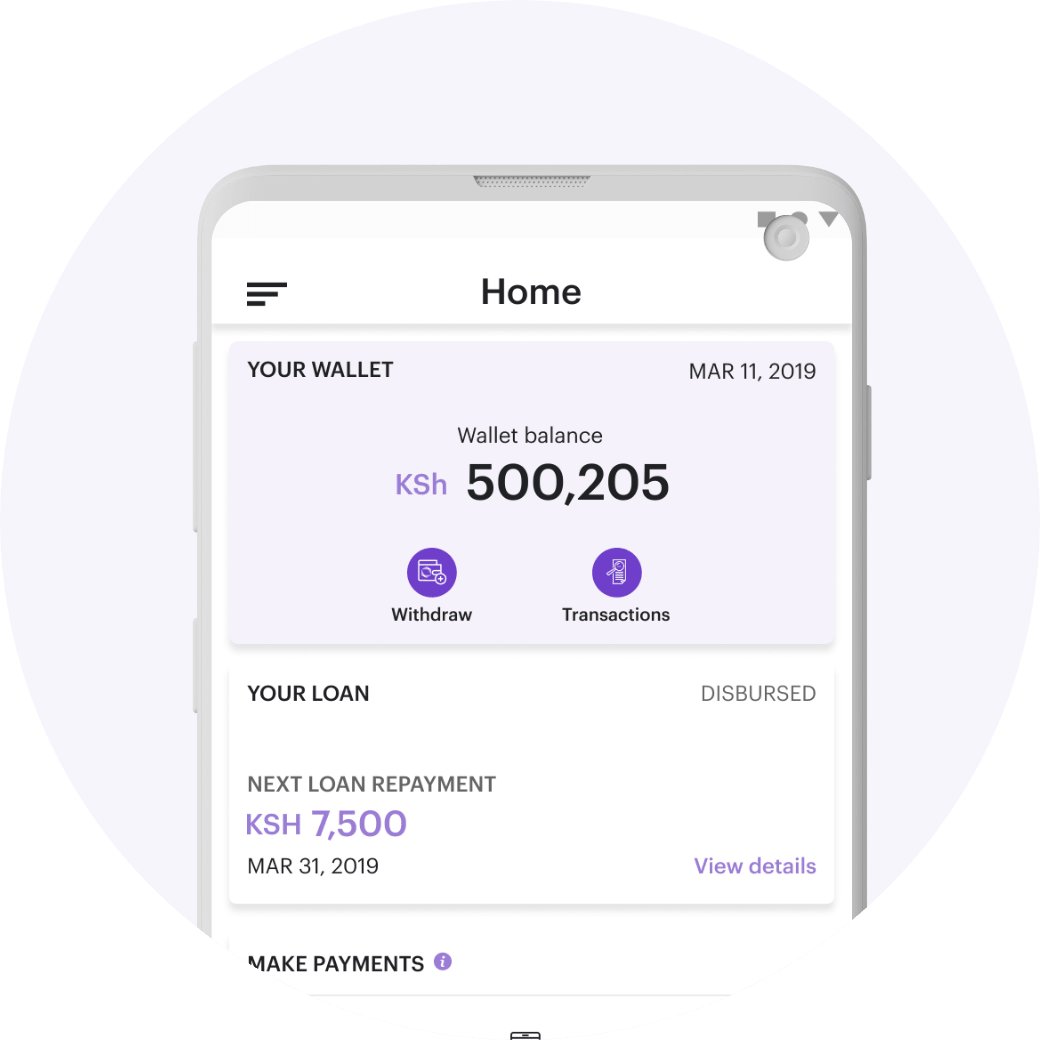 Home
YOUR WALLET MAR 11, 2019
Wallet balance
KSh 500,205
Withdraw Transactions
YOUR LOAN DISBURSED
NEXT LOAN REPAYMENT
KSH 7,500
MAR 31, 2019 View details
MAKE PAYMENTS i